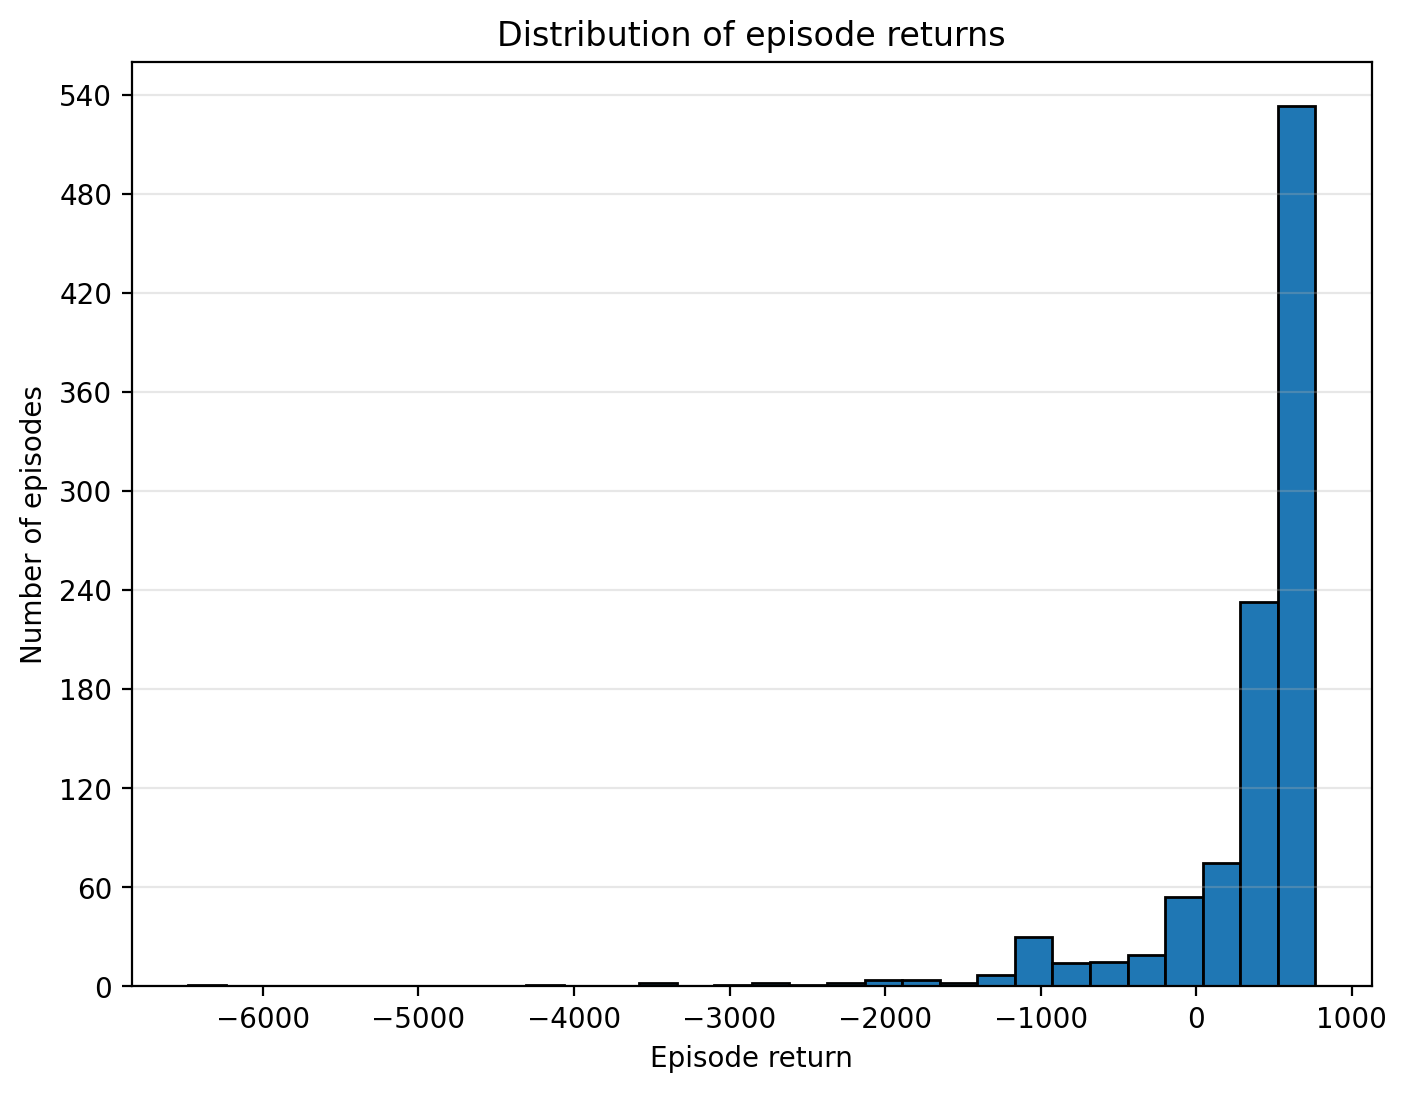 Distribution of episode returns
540
480
420
360
300
240
180
120
60
0
Number of episodes
−6000 −5000 −4000 −3000 −2000 −1000 0 1000
Episode return